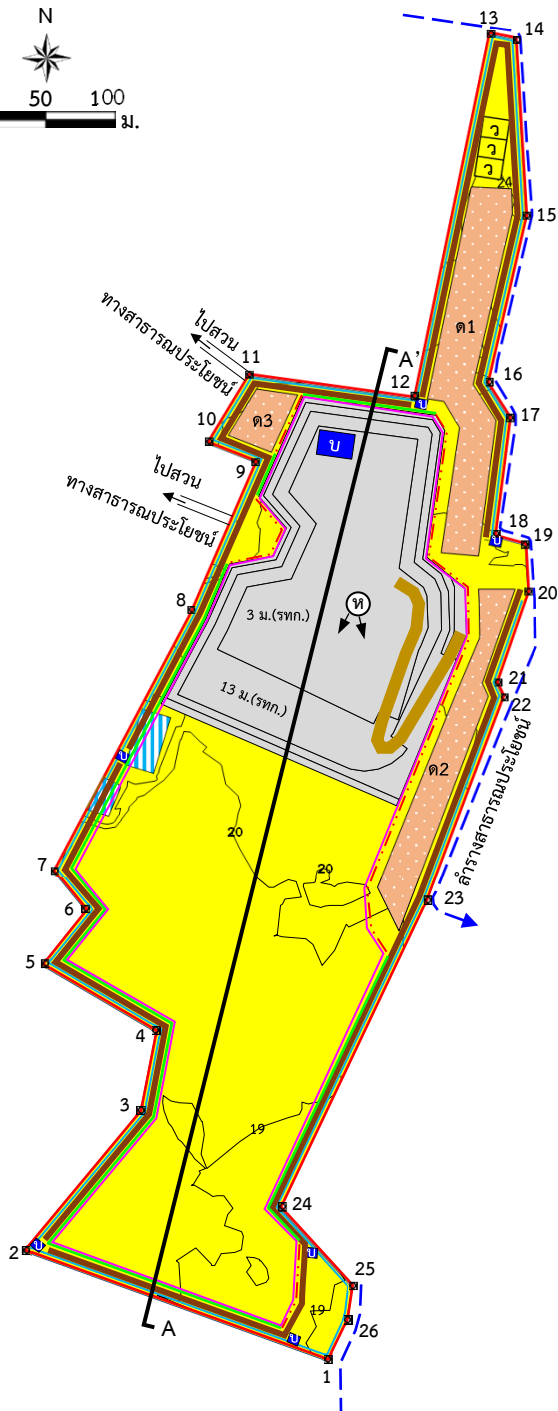 N
50 100
ม.
13
14
ว
ว
ว
24
15
ด1
ไปสวน
ทางสาธารณประโยชน์
A'
11
12
บ
16
17
ด3
10
บ
9
ไปสวน
ทางสาธารณประโยชน์
18
บ
19
20
8
3 ม.(รทก.)
ห
13 ม.(รทก.)
21
22
ด2
ลำรางสาธารณประโยชน์
บ
20
20
7
6
23
5
4
3
19
24
2
บ
บ
25
19
26
A
บ
1